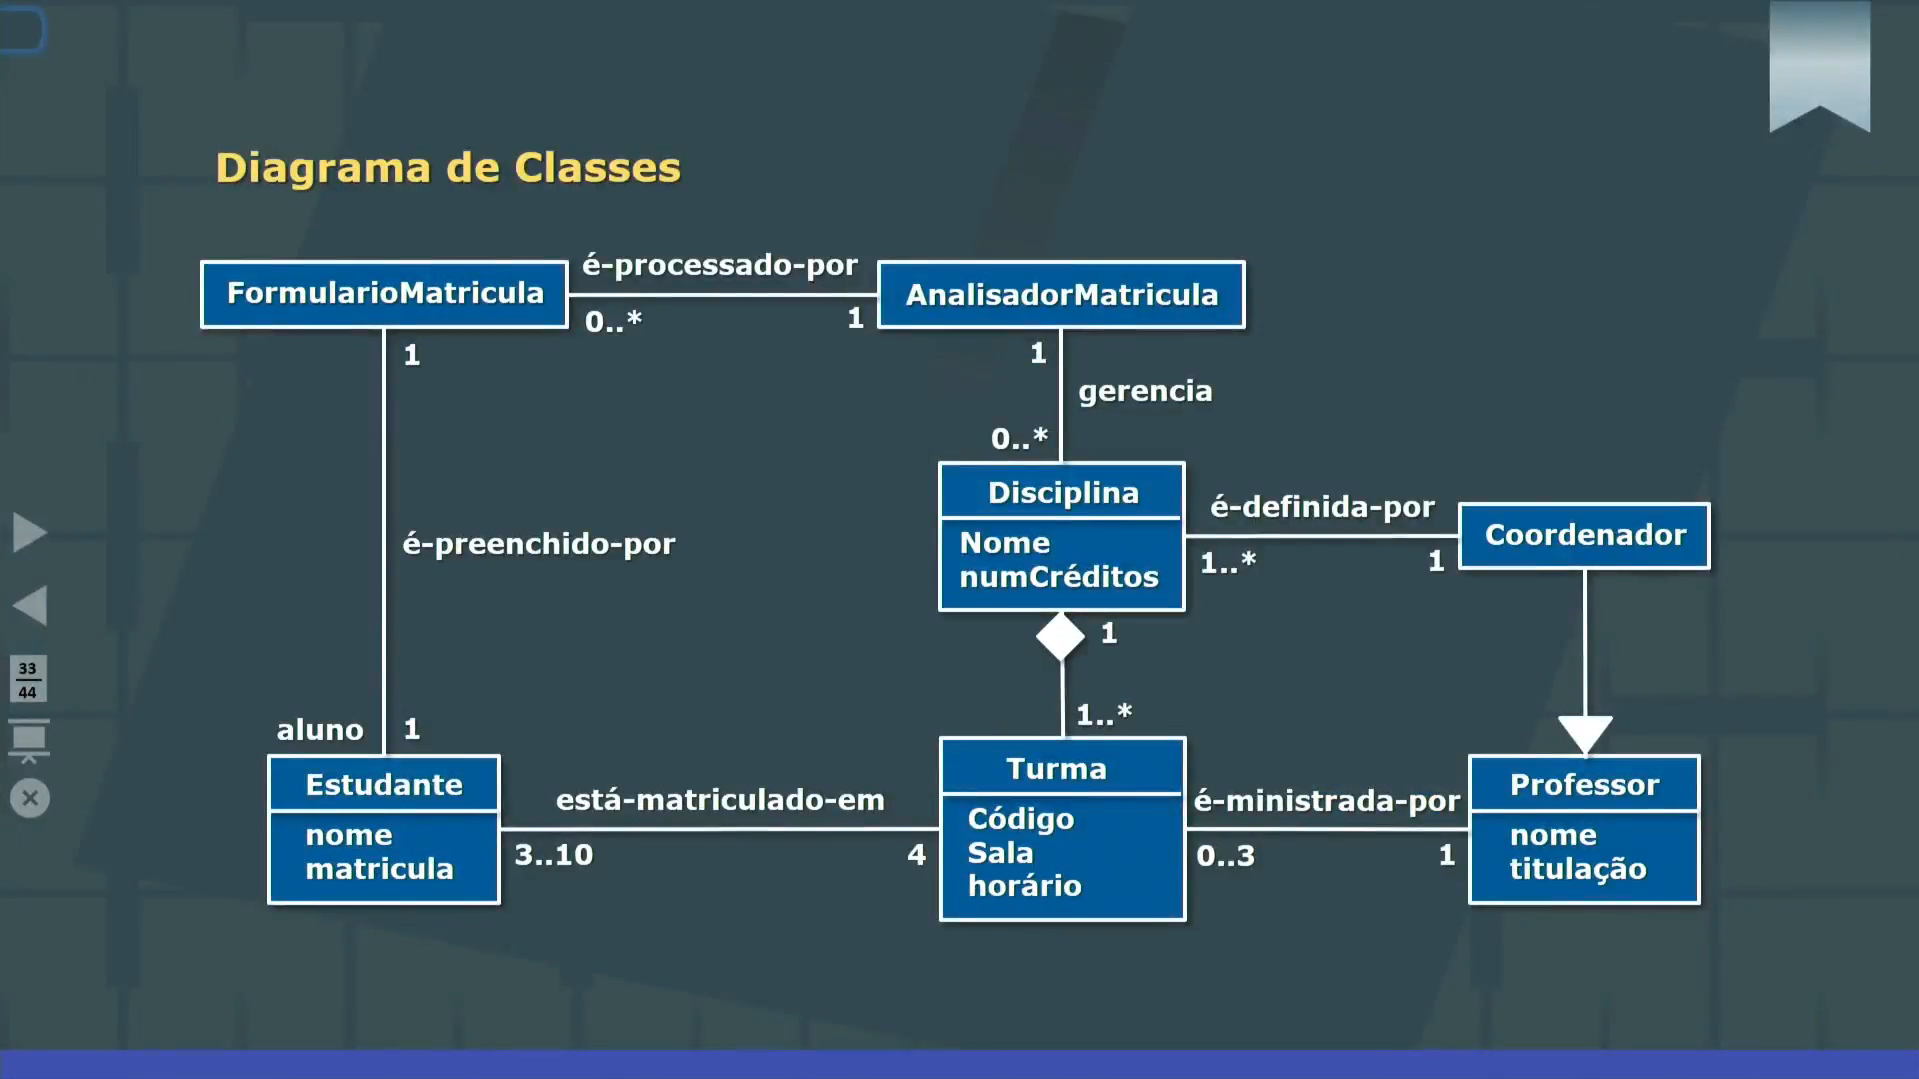 Diagrama de Classes
FormularioMatricula
é-processado-por
0..*
1
AnalisadorMatricula
1
1
gerencia
0..*
Disciplina
Nome
numCréditos
é-definida-por
1..*
1
Coordenador
é-preenchido-por
1
1..*
aluno
1
Estudante
nome
matricula
está-matriculado-em
3..10
4
Turma
Código
Sala
horário
é-ministrada-por
0..3
1
Professor
nome
titulação
33
44